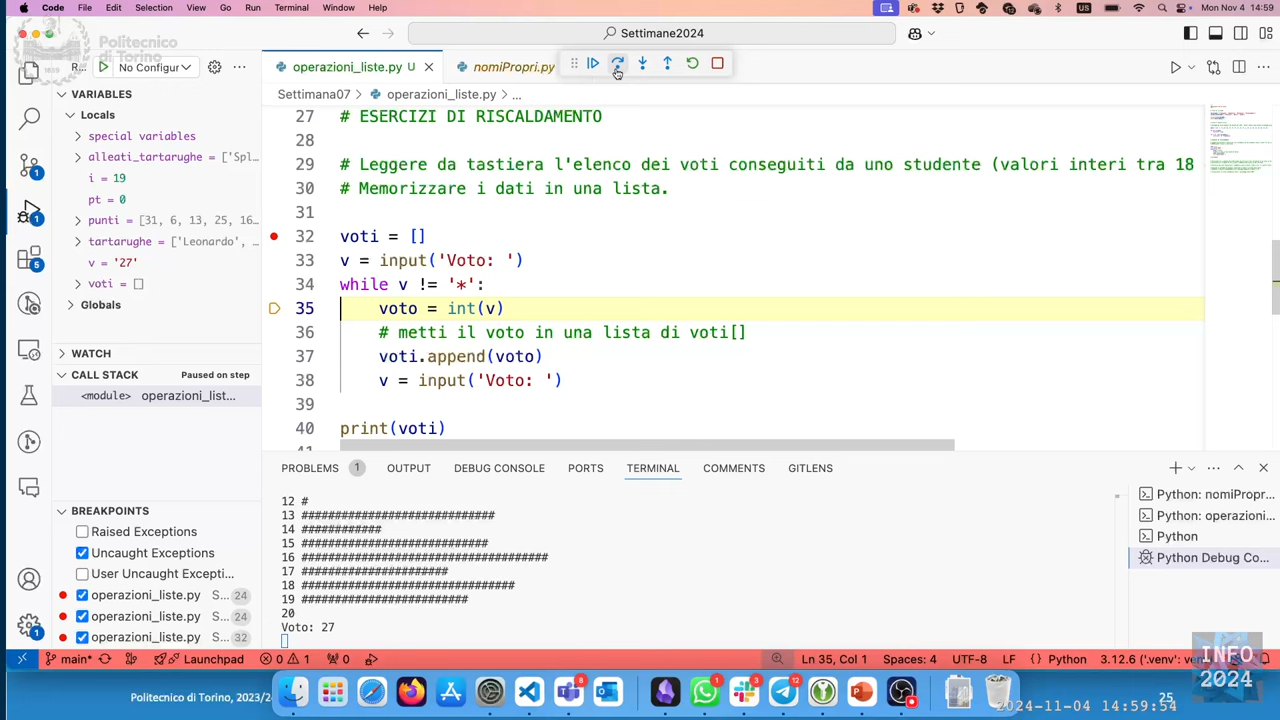 Code File Edit Selection View Go Run Terminal Window Help
Mon Nov 4 14:59
Politecnico
di Torino
Settimane2024
R... No Configur
operazioni_liste.py U
nomiPropri.py
Settimana07 > operazioni_liste.py > ...
VARIABLES
Locals
special variables
alleati_tartarughe = ['Spl…
i = 19
pt = 0
punti = [31, 6, 13, 25, 16…
tartarughe = ['Leonardo', …
v = '27'
voti = []
Globals
WATCH
CALL STACK Paused on step
<module> operazioni_list...
BREAKPOINTS
Raised Exceptions
Uncaught Exceptions
User Uncaught Excepti...
operazioni_liste.py S... 24
operazioni_liste.py S... 24
operazioni_liste.py S... 32
27 # ESERCIZI DI RISCALDAMENTO
28
29 # Leggere da tastiera l'elenco dei voti conseguiti da uno studente (valori interi tra 18
30 # Memorizzare i dati in una lista.
31
32 voti = []
33 v = input('Voto: ')
34 while v != '*':
35 voto = int(v)
36 # metti il voto in una lista di voti[]
37 voti.append(voto)
38 v = input('Voto: ')
39
40 print(voti)
PROBLEMS 1 OUTPUT DEBUG CONSOLE PORTS TERMINAL COMMENTS GITLENS
12 #
13 #############################
14 ############
15 ############################
16 #####################################
17 ######################
18 ################################
19 #########################
20
Voto: 27
Python: nomiPropr...
Python: operazioni...
Python
Python Debug Co...
main* Launchpad 0 1 0 Ln 35, Col 1 Spaces: 4 UTF-8 LF Python 3.12.6 ('.venv': ve
INFO
2024
Politecnico di Torino, 2023/2
25
2024-11-04 14:59:54